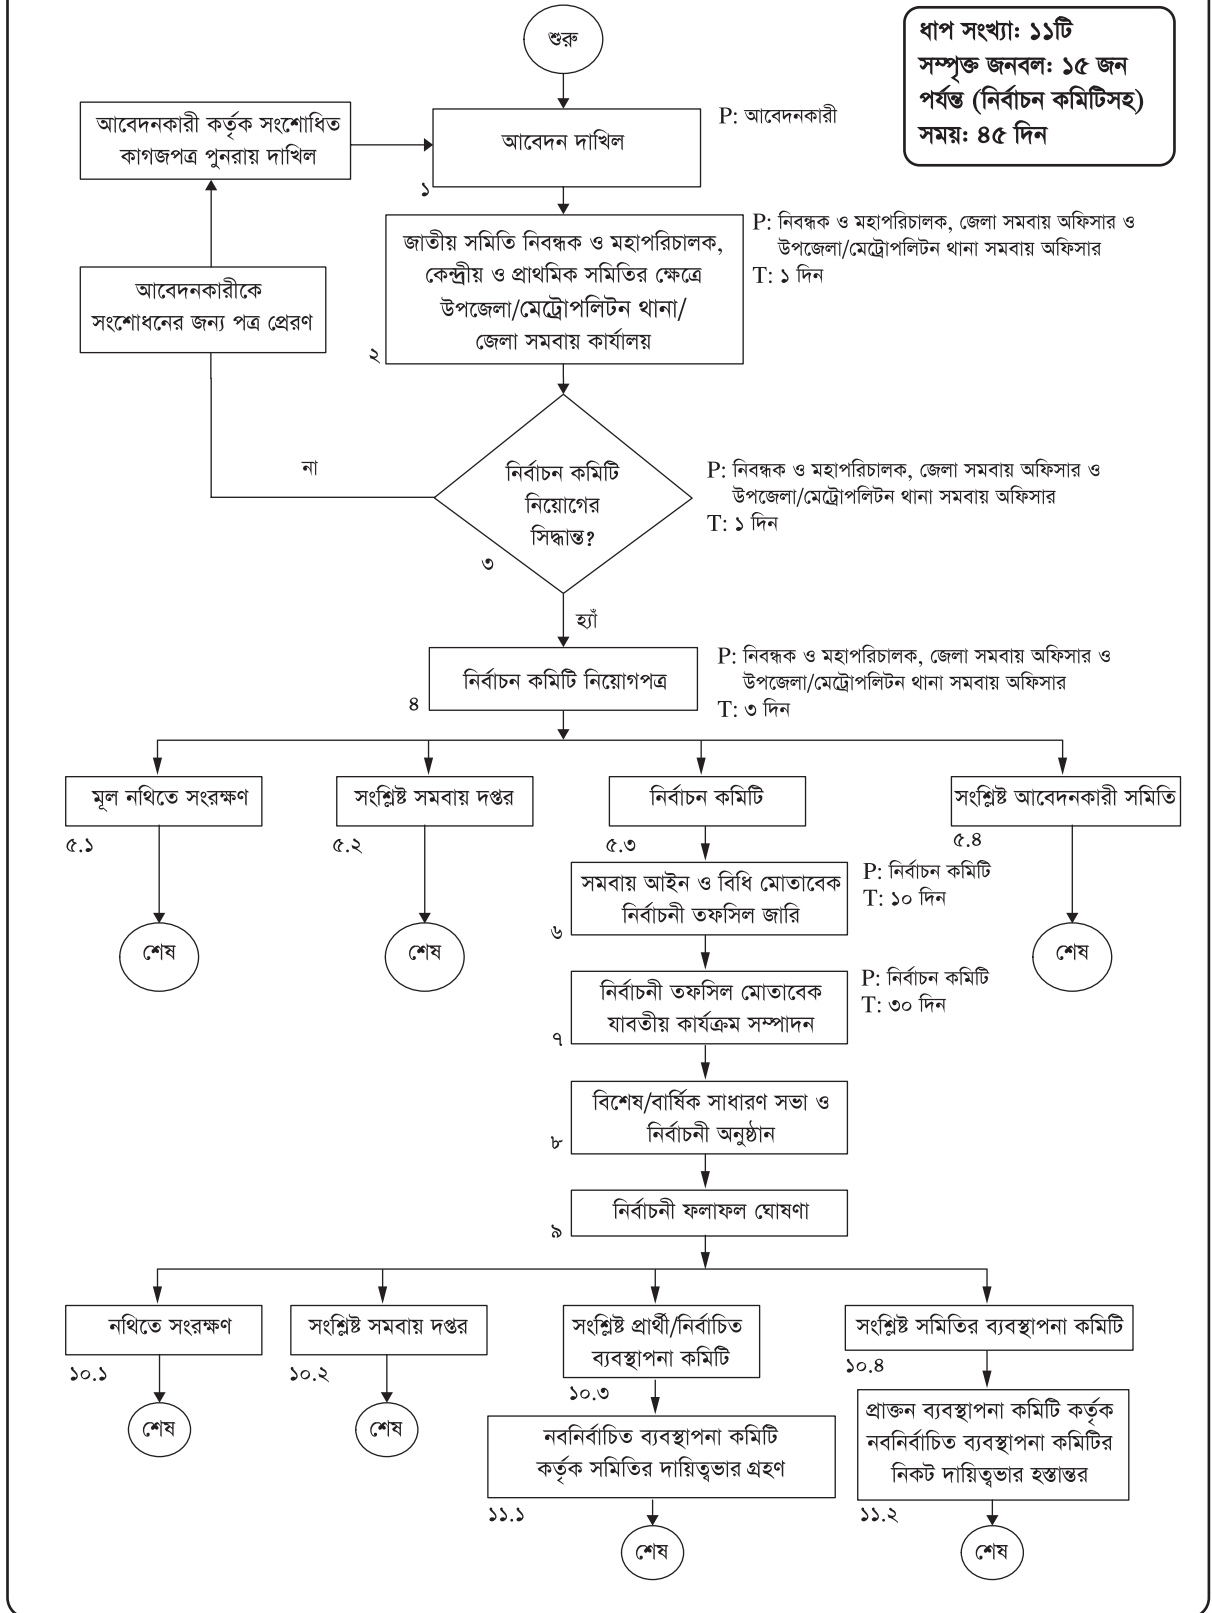 শুরু
ধাপ সংখ্যা: ১১টি
সম্পৃক্ত জনবল: ১৫ জন
পর্যন্ত (নির্বাচন কমিটিসহ)
সময়: ৪৫ দিন
আবেদনকারী কর্তৃক সংশোধিত
কাগজপত্র পুনরায় দাখিল
আবেদন দাখিল
১
P: আবেদনকারী
জাতীয় সমিতি নিবন্ধক ও মহাপরিচালক,
কেন্দ্রীয় ও প্রাথমিক সমিতির ক্ষেত্রে
উপজেলা/মেট্রোপলিটন থানা/
জেলা সমবায় কার্যালয়
২
P: নিবন্ধক ও মহাপরিচালক, জেলা সমবায় অফিসার ও
উপজেলা/মেট্রোপলিটন থানা সমবায় অফিসার
T: ১ দিন
আবেদনকারীকে
সংশোধনের জন্য পত্র প্রেরণ
না
নির্বাচন কমিটি
নিয়োগের
সিদ্ধান্ত?
৩
P: নিবন্ধক ও মহাপরিচালক, জেলা সমবায় অফিসার ও
উপজেলা/মেট্রোপলিটন থানা সমবায় অফিসার
T: ১ দিন
হ্যাঁ
নির্বাচন কমিটি নিয়োগপত্র
৪
P: নিবন্ধক ও মহাপরিচালক, জেলা সমবায় অফিসার ও
উপজেলা/মেট্রোপলিটন থানা সমবায় অফিসার
T: ৩ দিন
মূল নথিতে সংরক্ষণ
৫.১
শেষ
সংশ্লিষ্ট সমবায় দপ্তর
৫.২
শেষ
নির্বাচন কমিটি
৫.৩
সংশ্লিষ্ট আবেদনকারী সমিতি
৫.৪
শেষ
সমবায় আইন ও বিধি মোতাবেক
নির্বাচনী তফসিল জারি
৬
P: নির্বাচন কমিটি
T: ১০ দিন
নির্বাচনী তফসিল মোতাবেক
যাবতীয় কার্যক্রম সম্পাদন
৭
P: নির্বাচন কমিটি
T: ৩০ দিন
বিশেষ/বার্ষিক সাধারণ সভা ও
নির্বাচনী অনুষ্ঠান
৮
নির্বাচনী ফলাফল ঘোষণা
৯
নথিতে সংরক্ষণ
১০.১
শেষ
সংশ্লিষ্ট সমবায় দপ্তর
১০.২
শেষ
সংশ্লিষ্ট প্রার্থী/নির্বাচিত
ব্যবস্থাপনা কমিটি
১০.৩
নবনির্বাচিত ব্যবস্থাপনা কমিটি
কর্তৃক সমিতির দায়িত্বভার গ্রহণ
১১.১
শেষ
সংশ্লিষ্ট সমিতির ব্যবস্থাপনা কমিটি
১০.৪
প্রাক্তন ব্যবস্থাপনা কমিটি কর্তৃক
নবনির্বাচিত ব্যবস্থাপনা কমিটির
নিকট দায়িত্বভার হস্তান্তর
১১.২
শেষ